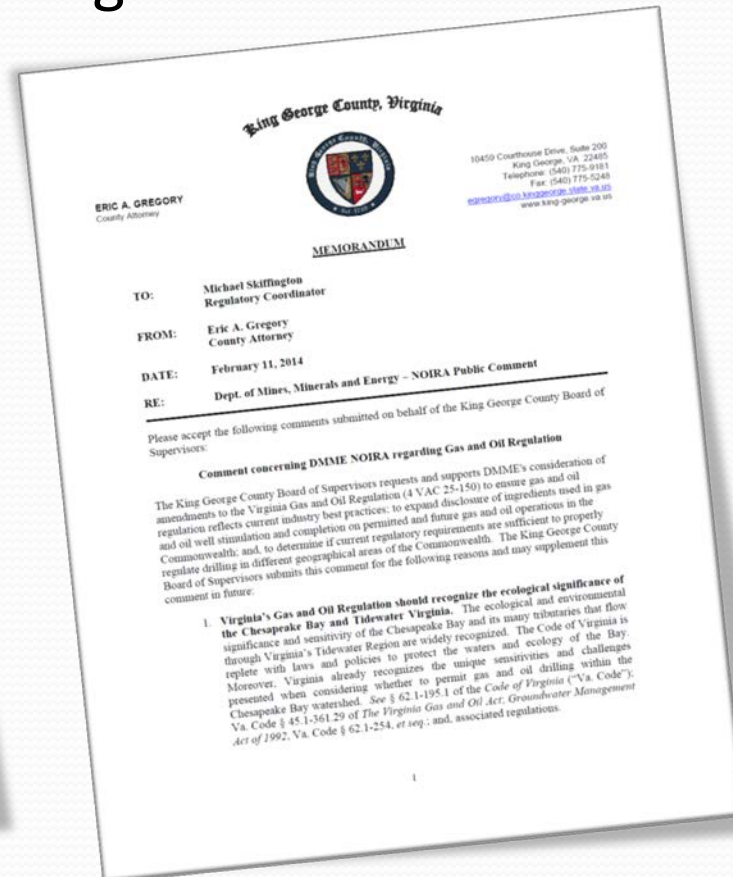 g
King George County, Virginia
ERIC A. GREGORY
County Attorney
10459 Courthouse Drive, Suite 200
King George, VA 22485
Telephone: (540) 775-9181
Fax: (540) 775-5248
egregory@co.kinggeorge.state.va.us
www.king-george.va.us
MEMORANDUM
TO: Michael Skiffington
Regulatory Coordinator
FROM: Eric A. Gregory
County Attorney
DATE: February 11, 2014
RE: Dept. of Mines, Minerals and Energy – NOIRA Public Comment
Please accept the following comments submitted on behalf of the King George County Board of
Supervisors:
Comment concerning DMME NOIRA regarding Gas and Oil Regulation
The King George County Board of Supervisors requests and supports DMME's consideration of
amendments to the Virginia Gas and Oil Regulation (4 VAC 25-150) to ensure gas and oil
regulation reflects current industry best practices; to expand disclosure of ingredients used in gas
and oil well stimulation and completion on permitted and future gas and oil operations in the
Commonwealth; and, to determine if current regulatory requirements are sufficient to properly
regulate drilling in different geographical areas of the Commonwealth. The King George County
Board of Supervisors submits this comment for the following reasons and may supplement this
comment in future:
1. Virginia's Gas and Oil Regulation should recognize the ecological significance of
the Chesapeake Bay and Tidewater Virginia. The ecological and environmental
significance and sensitivity of the Chesapeake Bay and its many tributaries that flow
through Virginia's Tidewater Region are widely recognized. The Code of Virginia is
replete with laws and policies to protect the waters and ecology of the Bay.
Moreover, Virginia already recognizes the unique sensitivities and challenges
presented when considering whether to permit gas and oil drilling within the
Chesapeake Bay watershed. See § 62.1-195.1 of the Code of Virginia ("Va. Code");
Va. Code § 45.1-361.29 of The Virginia Gas and Oil Act; Groundwater Management
Act of 1992, Va. Code § 62.1-254, et seq.; and, associated regulations.
1